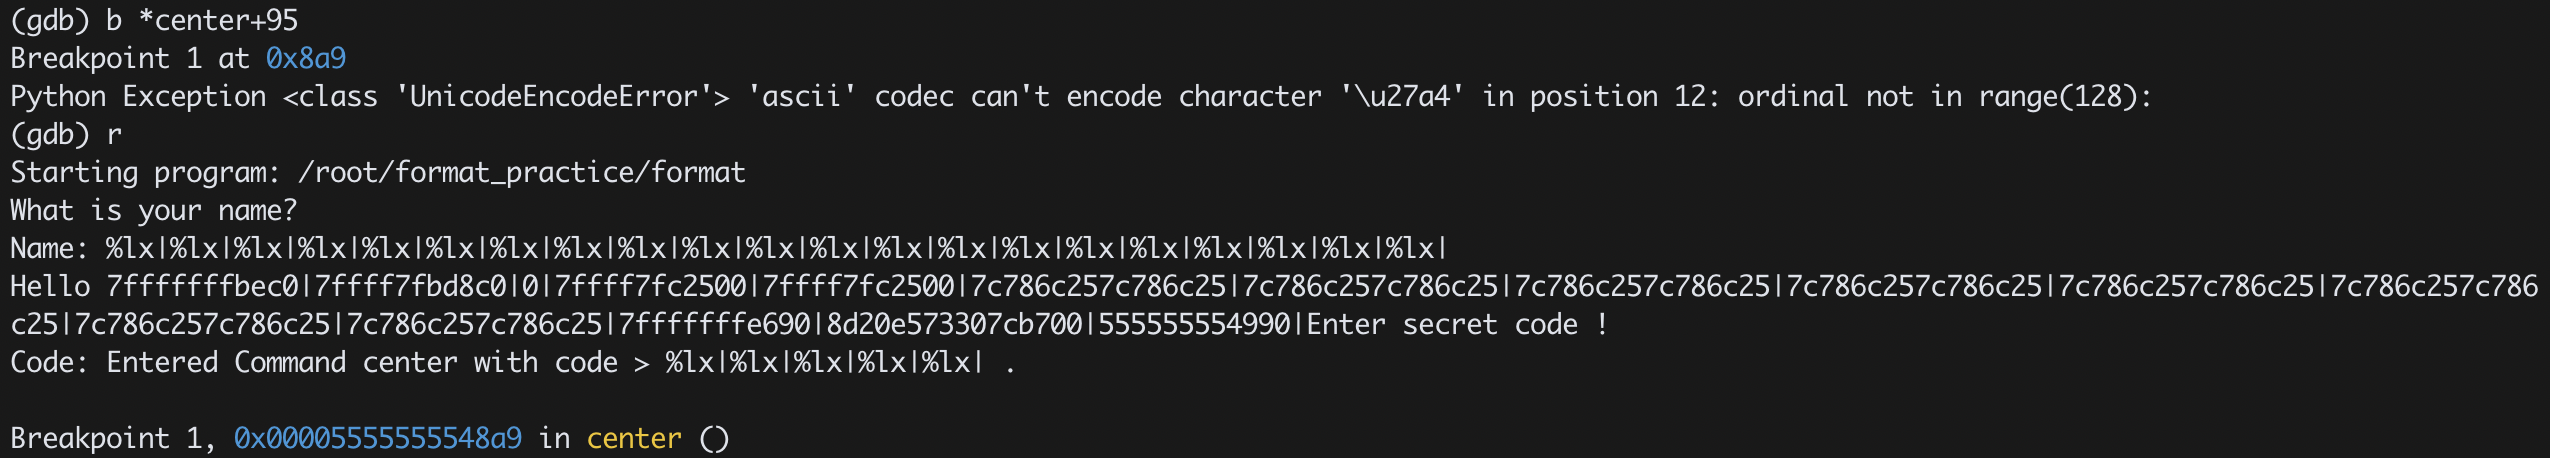 (gdb) b *center+95
Breakpoint 1 at 0x8a9
Python Exception <class 'UnicodeEncodeError'> 'ascii' codec can't encode character '\u27a4' in position 12: ordinal not in range(128):
(gdb) r
Starting program: /root/format_practice/format
What is your name?
Name: %lx|%lx|%lx|%lx|%lx|%lx|%lx|%lx|%lx|%lx|%lx|%lx|%lx|%lx|%lx|%lx|%lx|%lx|%lx|%lx|%lx|
Hello 7fffffffbec0|7ffff7fbd8c0|0|7ffff7fc2500|7ffff7fc2500|7c786c257c786c25|7c786c257c786c25|7c786c257c786c25|7c786c257c786c25|7c786c257c786c25|7c786c257c786
c25|7c786c257c786c25|7c786c257c786c25|7fffffffe690|8d20e573307cb700|555555554990|Enter secret code !
Code: Entered Command center with code > %lx|%lx|%lx|%lx|%lx| .
Breakpoint 1, 0x00005555555548a9 in center ()